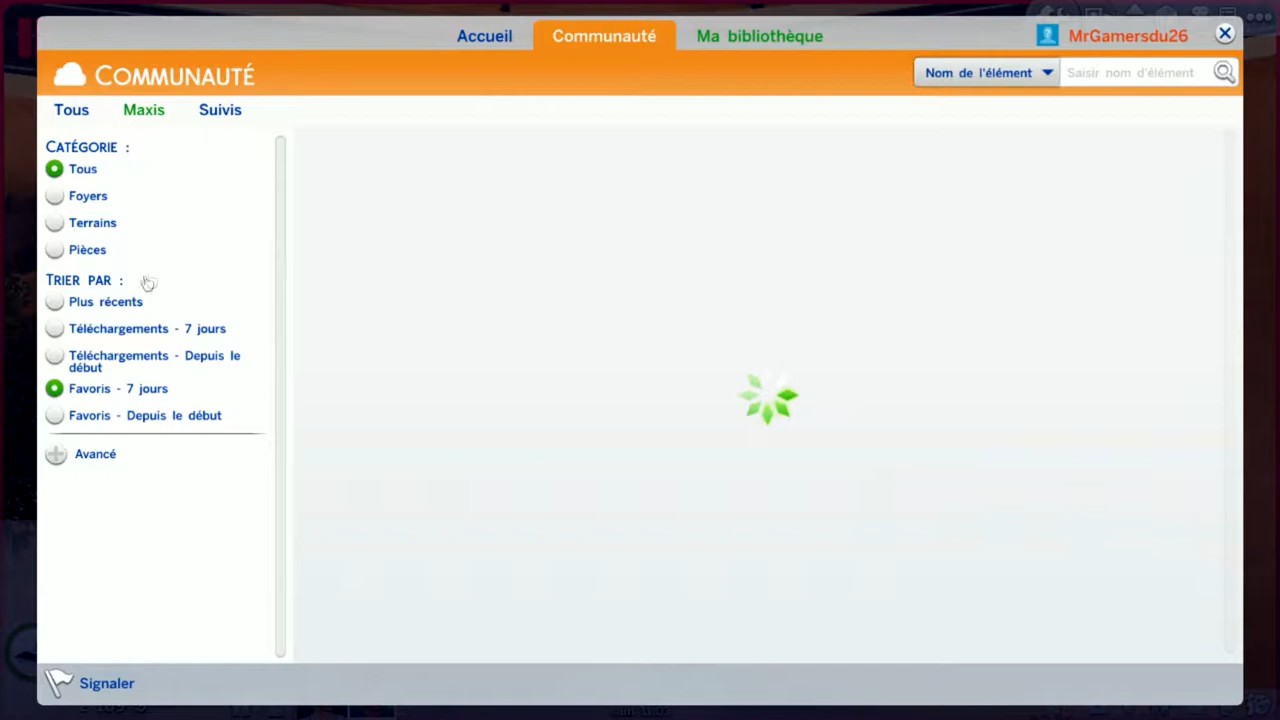 Accueil
Communauté
Ma bibliothèque
MrGamersdu26
COMMUNAUTÉ
Nom de l'élément
Saisir nom d'élément
Tous
Maxis
Suivis
CATÉGORIE :
Tous
Foyers
Terrains
Pièces
TRIER PAR :
Plus récents
Téléchargements - 7 jours
Téléchargements - Depuis le
début
Favoris - 7 jours
Favoris - Depuis le début
Avancé
Signaler